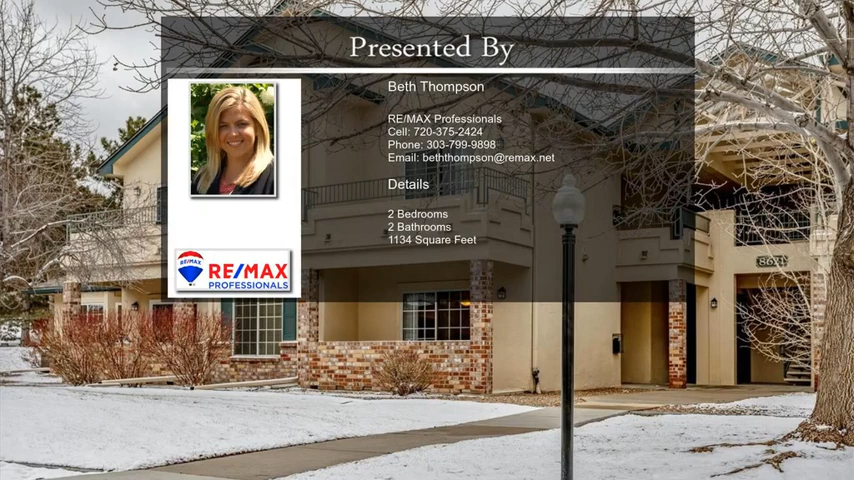 Presented By
Beth Thompson
RE/MAX Professionals
Cell: 720-375-2424
Phone: 303-799-9898
Email: beththompson@remax.net
Details
2 Bedrooms
2 Bathrooms
1134 Square Feet
RE/MAX
RE/MAX
PROFESSIONALS